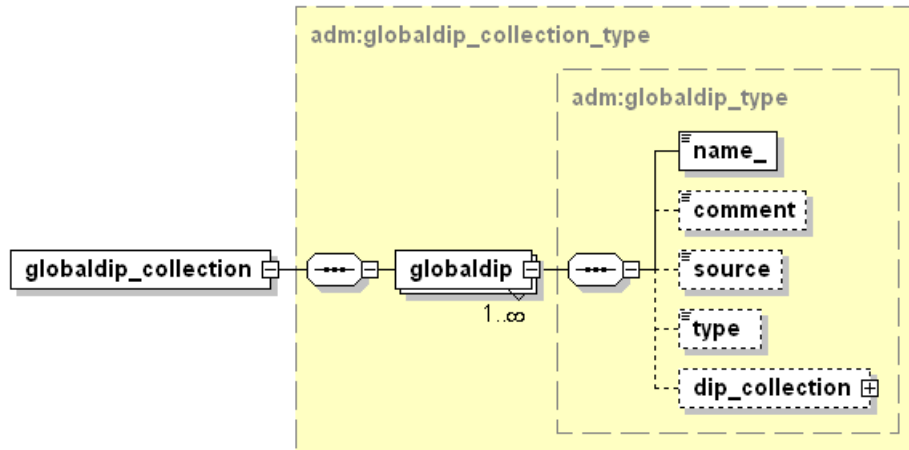 adm:globaldip_collection_type
adm:globaldip_type
name_
comment
globaldip_collection
globaldip
source
1..∞
type
dip_collection